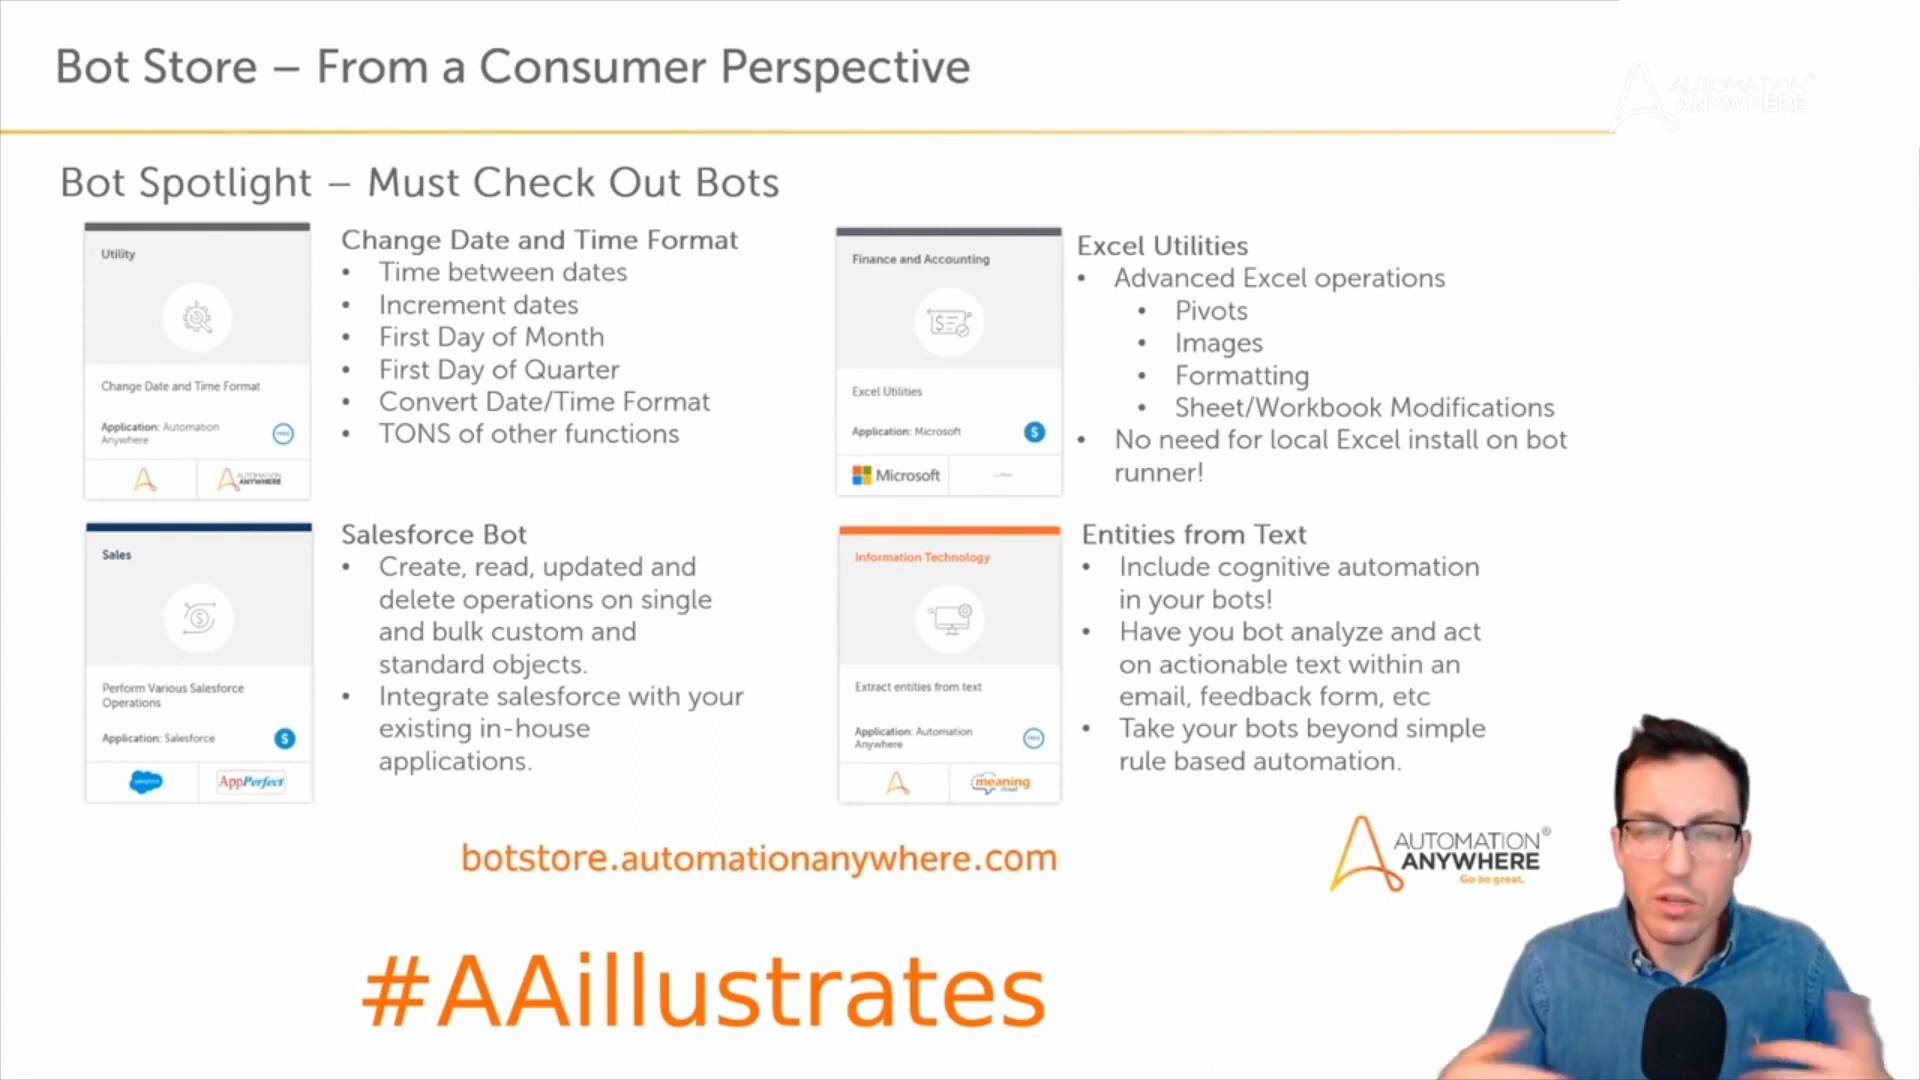 Bot Store – From a Consumer Perspective
AUTOMATION
ANYWHERE
Bot Spotlight – Must Check Out Bots
Utility
Change Date and Time Format
Application: Automation
Anywhere
FREE
AUTOMATION
ANYWHERE
Change Date and Time Format
• Time between dates
• Increment dates
• First Day of Month
• First Day of Quarter
• Convert Date/Time Format
• TONS of other functions
Finance and Accounting
Excel Utilities
Application: Microsoft
$
Microsoft
Excel Utilities
• Advanced Excel operations
• Pivots
• Images
• Formatting
• Sheet/Workbook Modifications
• No need for local Excel install on bot
runner!
Sales
Perform Various Salesforce
Operations
Application: Salesforce
$
salesforce
AppPerfect
Salesforce Bot
• Create, read, updated and
delete operations on single
and bulk custom and
standard objects.
• Integrate salesforce with your
existing in-house
applications.
Information Technology
Extract entities from text
Application: Automation
Anywhere
FREE
meaning
cloud
Entities from Text
• Include cognitive automation
in your bots!
• Have you bot analyze and act
on actionable text within an
email, feedback form, etc
• Take your bots beyond simple
rule based automation.
botstore.automationanywhere.com
AUTOMATION®
ANYWHERE
Go be great.
#AAillustrates